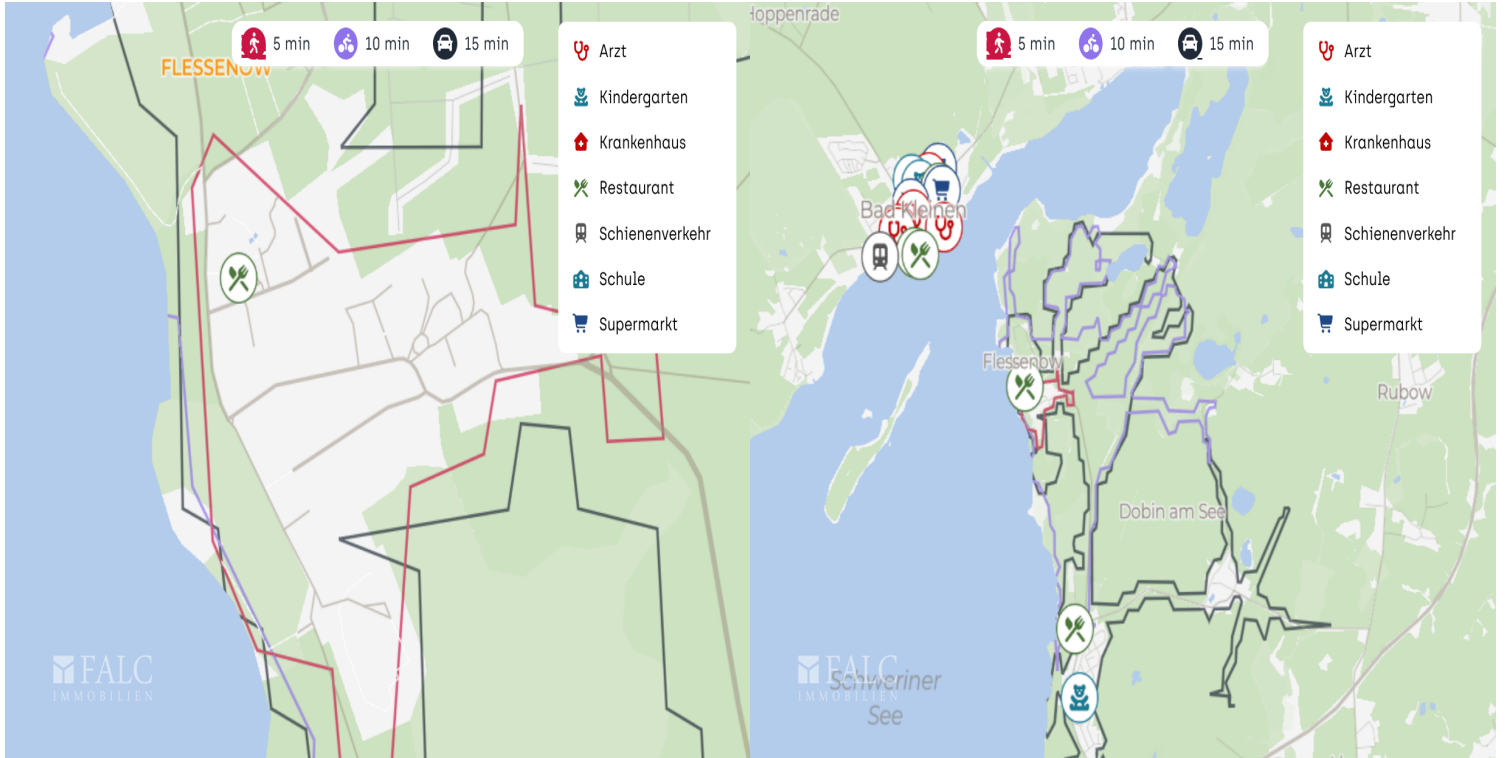 5 min
10 min
15 min
FLESSENOW
Arzt
Kindergarten
Krankenhaus
Restaurant
Schienenverkehr
Schule
Supermarkt
FALC
IMMOBILIEN
Hoppenrade
5 min
10 min
15 min
Arzt
Kindergarten
Krankenhaus
Restaurant
Schienenverkehr
Schule
Supermarkt
Bad Kleinen
Flessenow
Rubow
Dobin am See
FALC
IMMOBILIEN
Schweriner
See